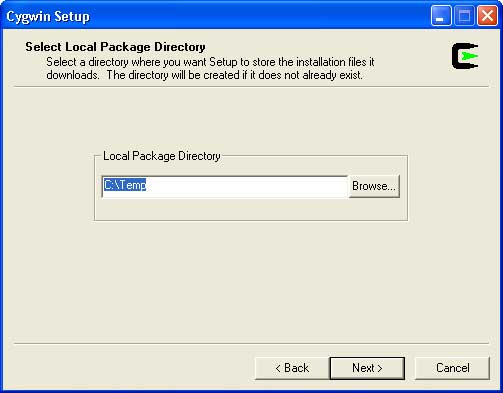 Cygwin Setup
Select Local Package Directory
Select a directory where you want Setup to store the installation files it
downloads. The directory will be created if it does not already exist.
Local Package Directory
C:\Temp
Browse...
< Back
Next >
Cancel